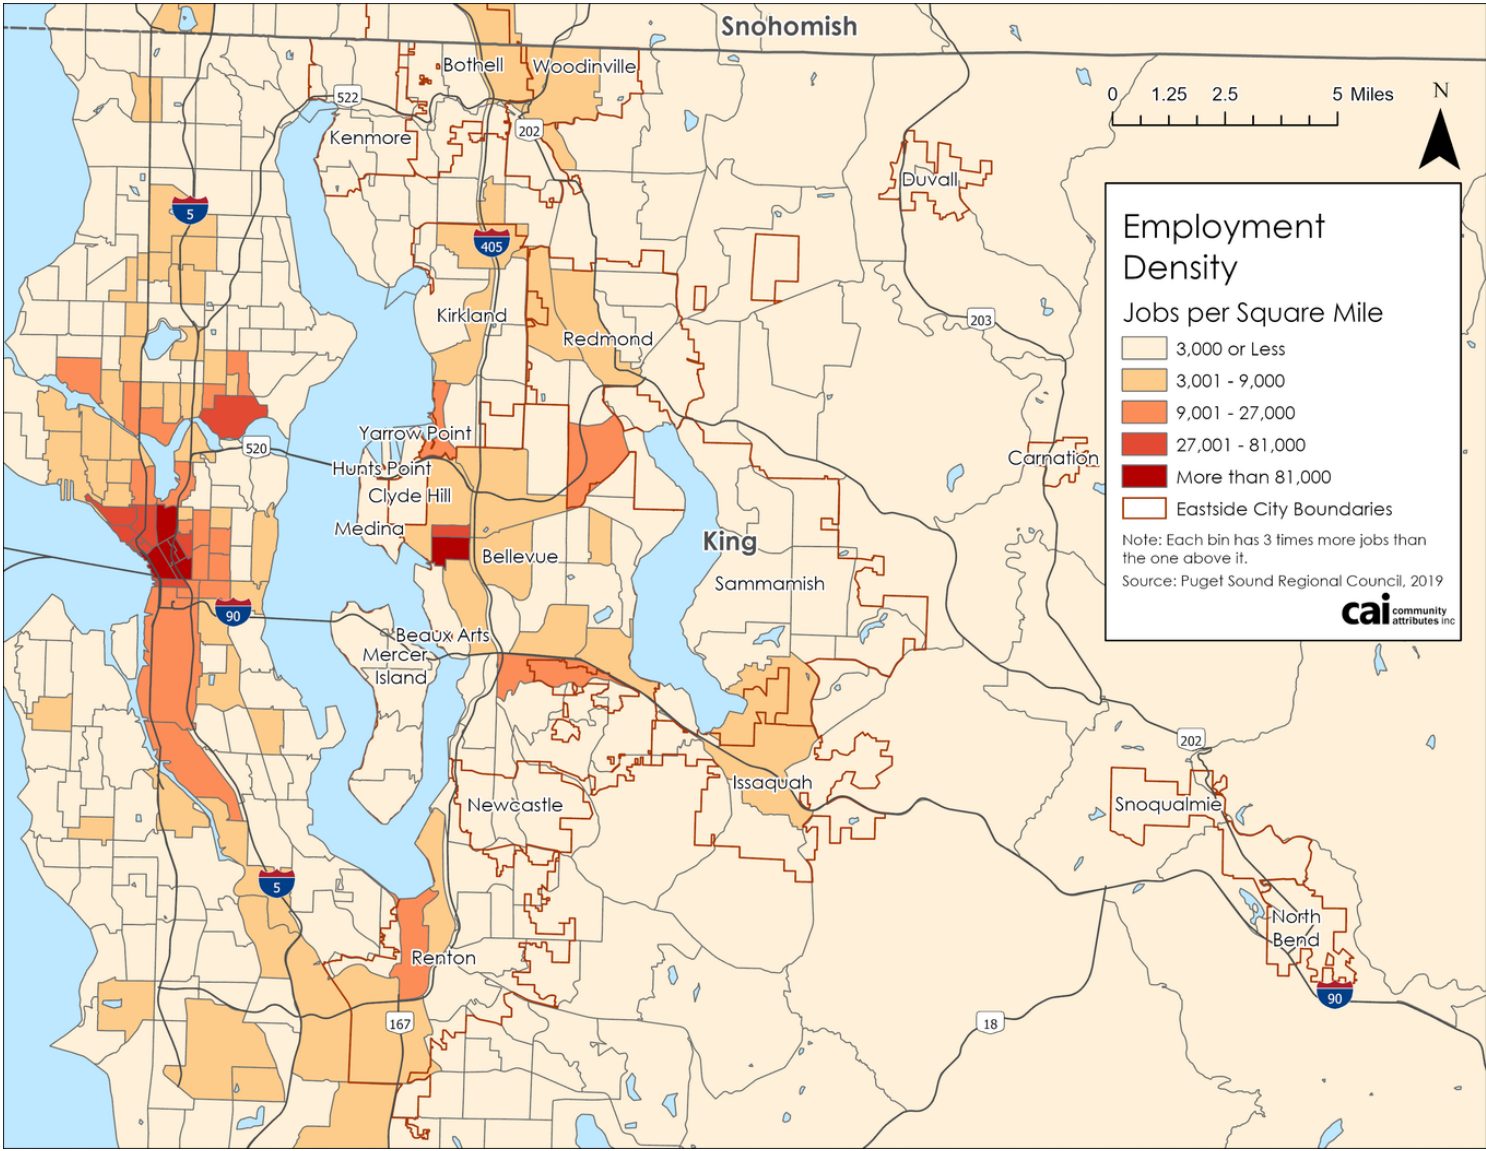 Snohomish
Bothell
Woodinville
522
Kenmore
202
0 1.25 2.5 5 Miles
N
Duvall
5
405
Kirkland
Redmond
203
Employment
Density
Jobs per Square Mile
3,000 or Less
3,001 - 9,000
9,001 - 27,000
27,001 - 81,000
More than 81,000
Eastside City Boundaries
Note: Each bin has 3 times more jobs than
the one above it.
Source: Puget Sound Regional Council, 2019
cai community
attributes inc
Yarrow Point
520
Hunts Point
Clyde Hill
Medina
Carnation
King
Bellevue
Sammamish
90
Beaux Arts
Mercer
Island
202
Issaquah
Newcastle
Snoqualmie
5
North
Bend
Renton
90
167
18